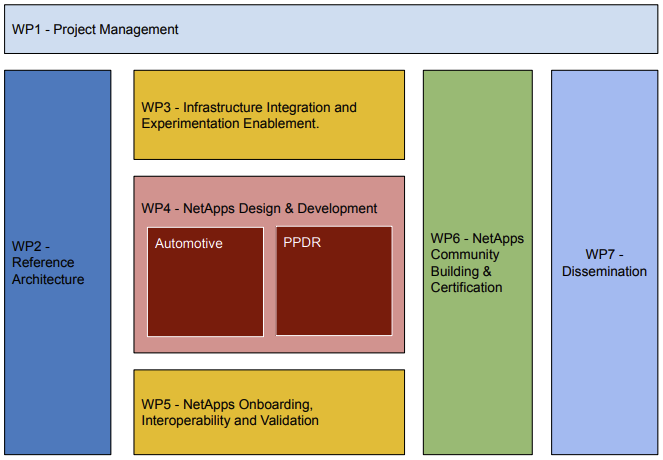 WP1 - Project Management
WP2 -
Reference
Architecture
WP3 - Infrastructure Integration and
Experimentation Enablement.
WP4 - NetApps Design & Development
Automotive
PPDR
WP5 - NetApps Onboarding,
Interoperability and Validation
WP6 - NetApps
Community
Building &
Certification
WP7 -
Dissemination